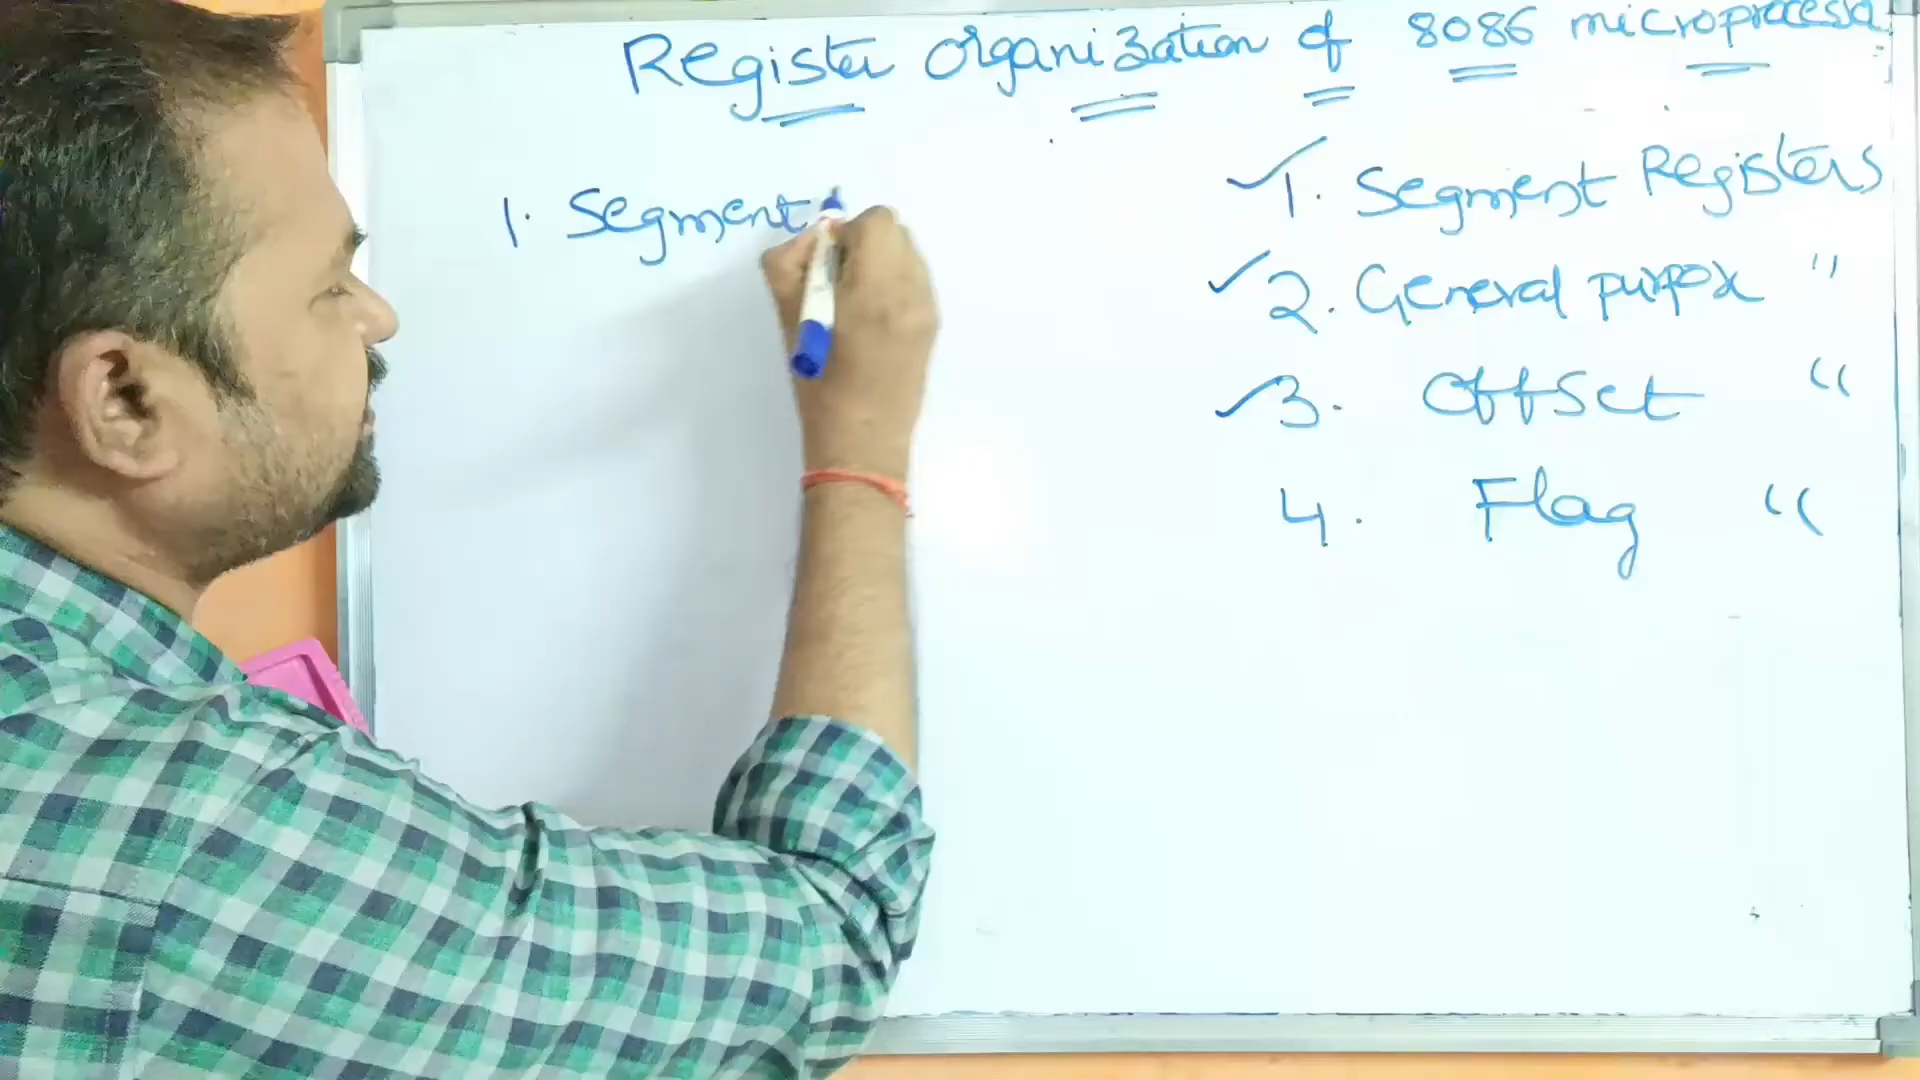 Register Organization of 8086 microprocessor
1. Segment
1. Segment Registers
2. General purpose "
3. Offset "
4. Flag "